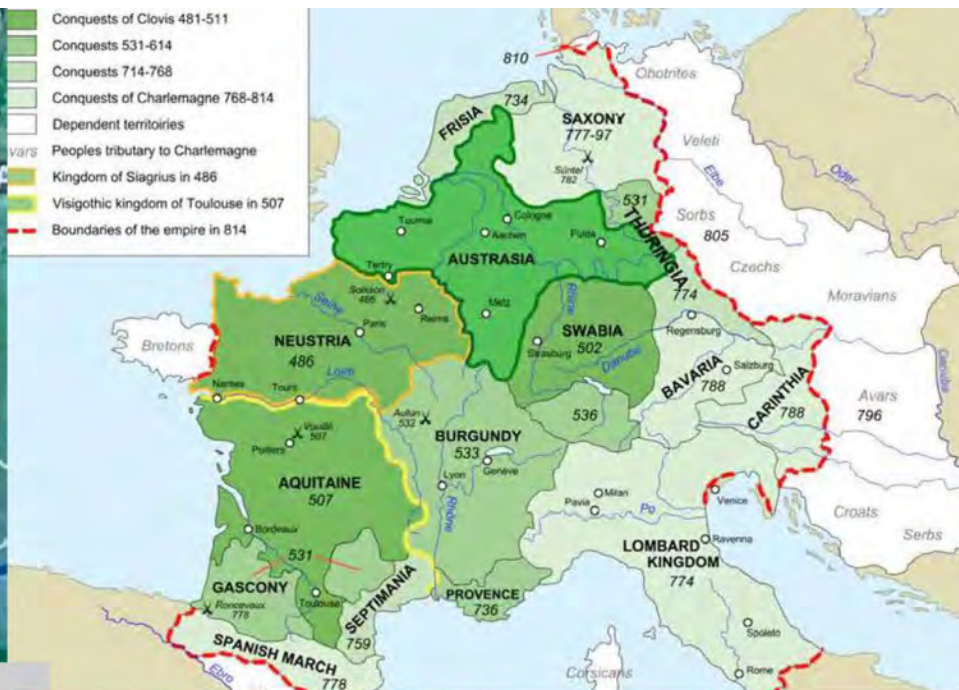 Conquests of Clovis 481-511
Conquests 531-614
Conquests 714-768
Conquests of Charlemagne 768-814
Dependent territoiries
vars Peoples tributary to Charlemagne
Kingdom of Siagrius in 486
Visigothic kingdom of Toulouse in 507
Boundaries of the empire in 814
810
Obotrites
734
FRISIA
SAXONY
777-97
Veleti
Süntel
782
Elbe
Oder
531
Sorbs
805
Tournai
Cologne
Aachen
Fulda
THURINGIA
AUSTRASIA
Czechs
Tertry
774
Moravians
Soisson
486
Seine
Reims
Metz
Rhine
Paris
Regensburg
NEUSTRIA
486
SWABIA
502
Bretons
Strasburg
Danube
Danube
Loire
BAVARIA
788
Salzburg
Nantes
Tours
CARINTHIA
788
Avars
796
Autun
532
536
Vouillé
507
BURGUNDY
533
Poitiers
Genève
Lyon
AQUITAINE
507
Rhône
Milan
Pavia
Po
Venice
Croats
Serbs
Bordeaux
Ravenna
531
LOMBARD
KINGDOM
774
GASCONY
Toulouse
SEPTIMANIA
759
PROVENCE
736
Roncevaux
778
Spoleto
SPANISH MARCH
778
Ebro
Corsicans
Rome